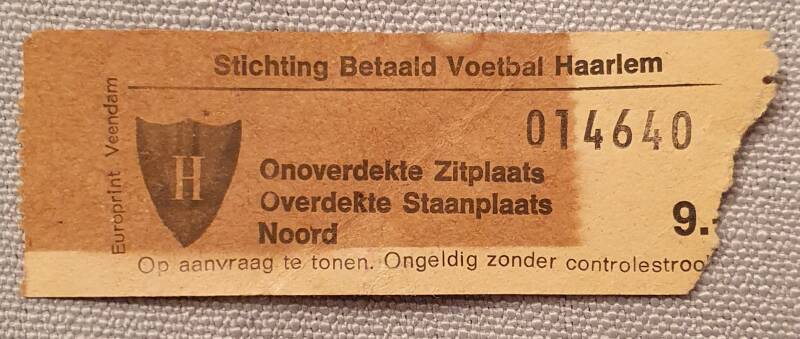 Stichting Betaald Voetbal Haarlem
014640
Europrint Veendam
H
Onoverdekte Zitplaats
Overdekte Staanplaats
Noord
9.-
Op aanvraag te tonen. Ongeldig zonder controlestroo